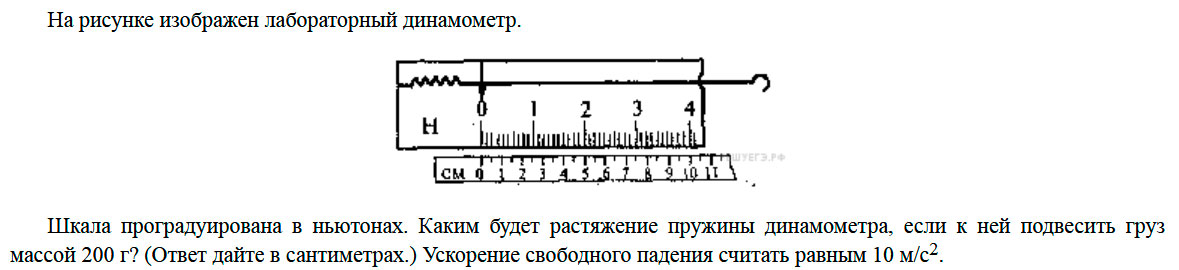 На рисунке изображен лабораторный динамометр.
0 1 2 3 4
Н
РЕШУЕГЭ.РФ
см 0 1 2 3 4 5 6 7 8 9 10 11
Шкала проградуирована в ньютонах. Каким будет растяжение пружины динамометра, если к ней подвесить груз
массой 200 г? (Ответ дайте в сантиметрах.) Ускорение свободного падения считать равным 10 м/с².